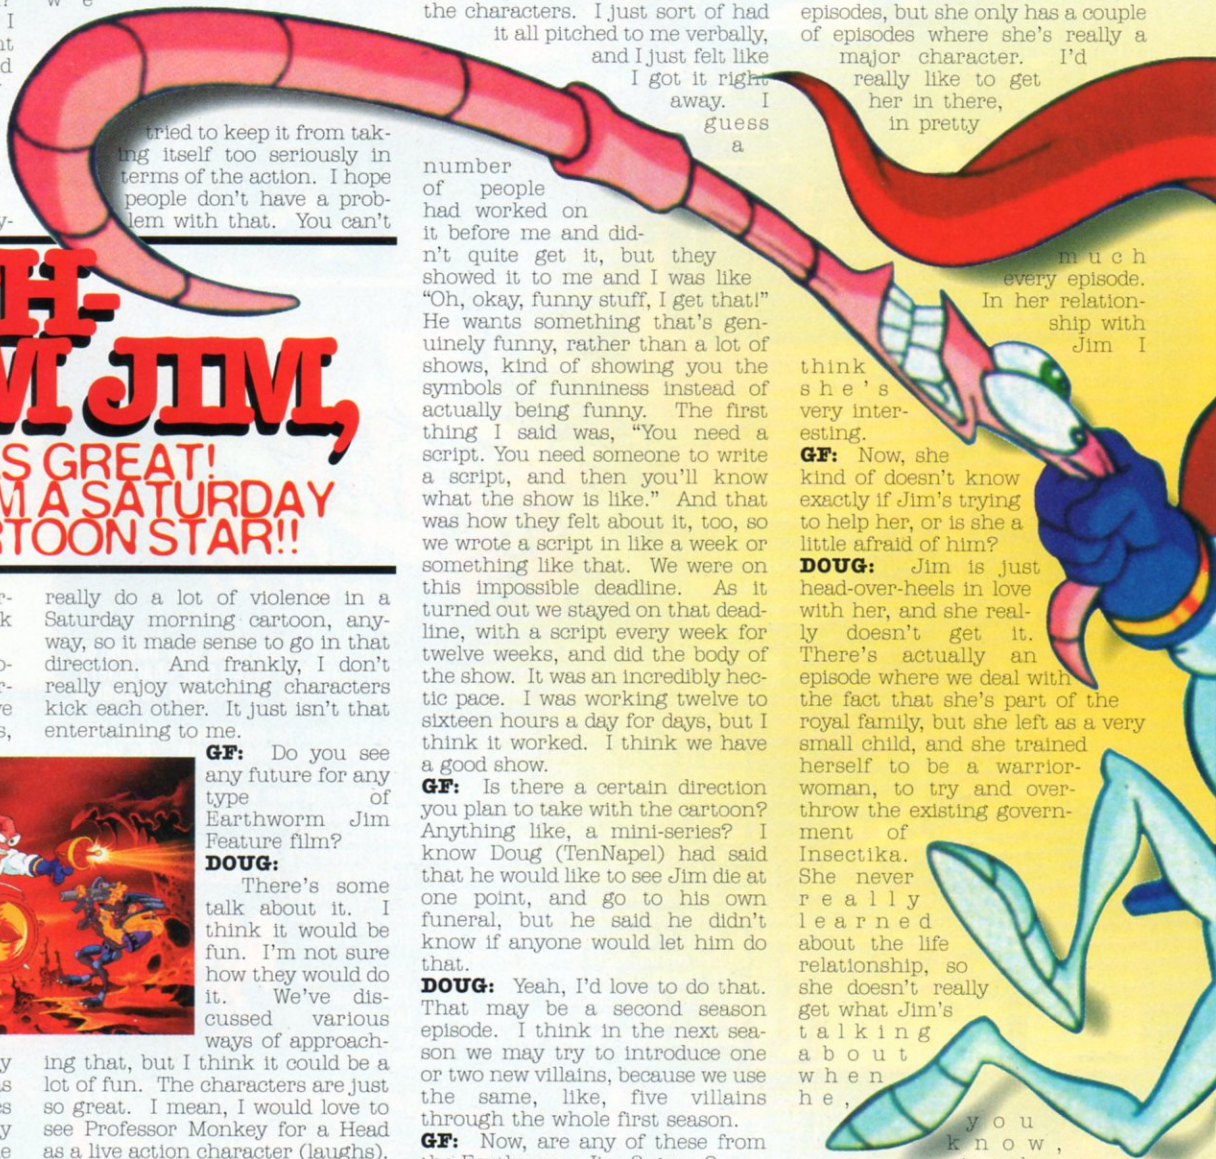 w e
I
tried to keep it from tak-
ing itself too seriously in
terms of the action. I hope
people don't have a prob-
lem with that. You can't
H-
M JIM,
S GREAT!
M A SATURDAY
RTOON STAR!!
really do a lot of violence in a
Saturday morning cartoon, any-
way, so it made sense to go in that
direction. And frankly, I don't
really enjoy watching characters
kick each other. It just isn't that
entertaining to me.
GF: Do you see
any future for any
type of
Earthworm Jim
Feature film?
DOUG:
There's some
talk about it. I
think it would be
fun. I'm not sure
how they would do
it. We've dis-
cussed various
ways of approach-
ing that, but I think it could be a
lot of fun. The characters are just
so great. I mean, I would love to
see Professor Monkey for a Head
as a live action character (laughs).
the characters. I just sort of had
it all pitched to me verbally,
and I just felt like
I got it right
away. I
guess
a
number
of people
had worked on
it before me and did-
n't quite get it, but they
showed it to me and I was like
"Oh, okay, funny stuff, I get that!"
He wants something that's gen-
uinely funny, rather than a lot of
shows, kind of showing you the
symbols of funniness instead of
actually being funny. The first
thing I said was, "You need a
script. You need someone to write
a script, and then you'll know
what the show is like." And that
was how they felt about it, too, so
we wrote a script in like a week or
something like that. We were on
this impossible deadline. As it
turned out we stayed on that dead-
line, with a script every week for
twelve weeks, and did the body of
the show. It was an incredibly hec-
tic pace. I was working twelve to
sixteen hours a day for days, but I
think it worked. I think we have
a good show.
GF: Is there a certain direction
you plan to take with the cartoon?
Anything like, a mini-series? I
know Doug (TenNapel) had said
that he would like to see Jim die at
one point, and go to his own
funeral, but he said he didn't
know if anyone would let him do
that.
DOUG: Yeah, I'd love to do that.
That may be a second season
episode. I think in the next sea-
son we may try to introduce one
or two new villains, because we use
the same, like, five villains
through the whole first season.
GF: Now, are any of these from
episodes, but she only has a couple
of episodes where she's really a
major character. I'd
really like to get
her in there,
in pretty
much
every episode.
In her relation-
ship with
Jim I
think
she's
very inter-
esting.
GF: Now, she
kind of doesn't know
exactly if Jim's trying
to help her, or is she a
little afraid of him?
DOUG: Jim is just
head-over-heels in love
with her, and she real-
ly doesn't get it.
There's actually an
episode where we deal with
the fact that she's part of the
royal family, but she left as a very
small child, and she trained
herself to be a warrior-
woman, to try and over-
throw the existing govern-
ment of
Insectika.
She never
really
learned
about the life
relationship, so
she doesn't really
get what Jim's
talking
about
when
he,
you
know,